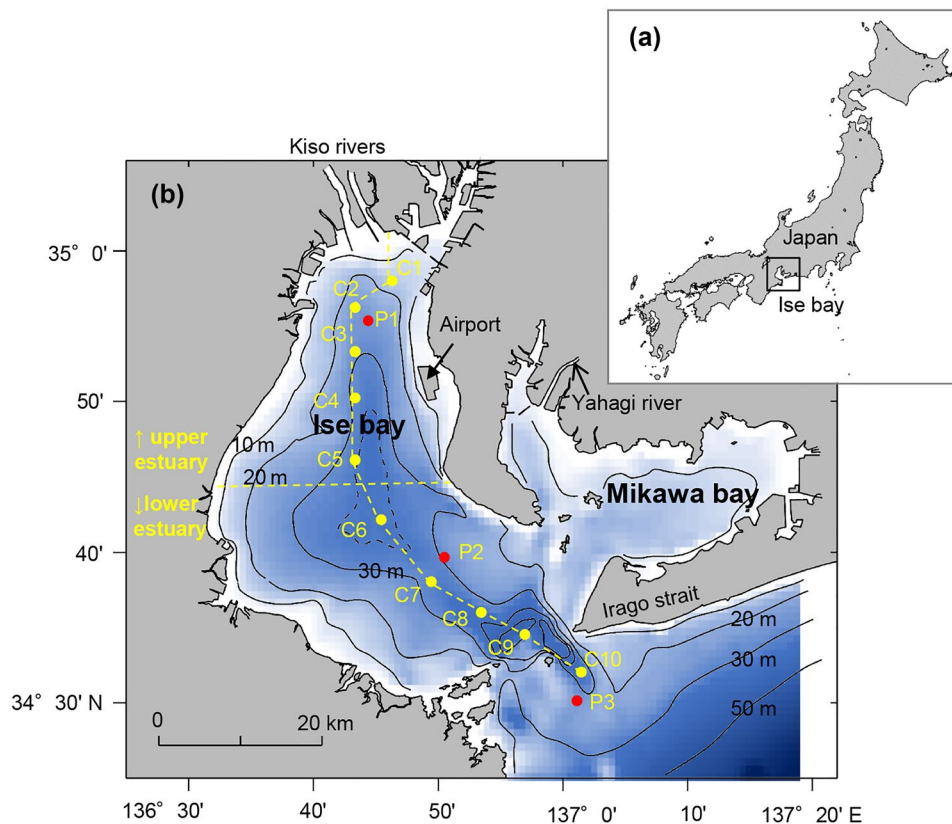 (a)
Japan
Ise bay
Kiso rivers
(b)
35° 0'
C1
C2
P1
C3
Airport
Yahagi river
C4
50'
Ise bay
10 m
↑ upper
estuary
C5
20 m
Mikawa bay
↓lower
estuary
C6
P2
40'
30 m
C7
Irago strait
C8
20 m
C9
C10
30 m
34° 30' N
P3
50 m
0
20 km
136° 30'
40'
50'
137° 0'
10'
137° 20' E